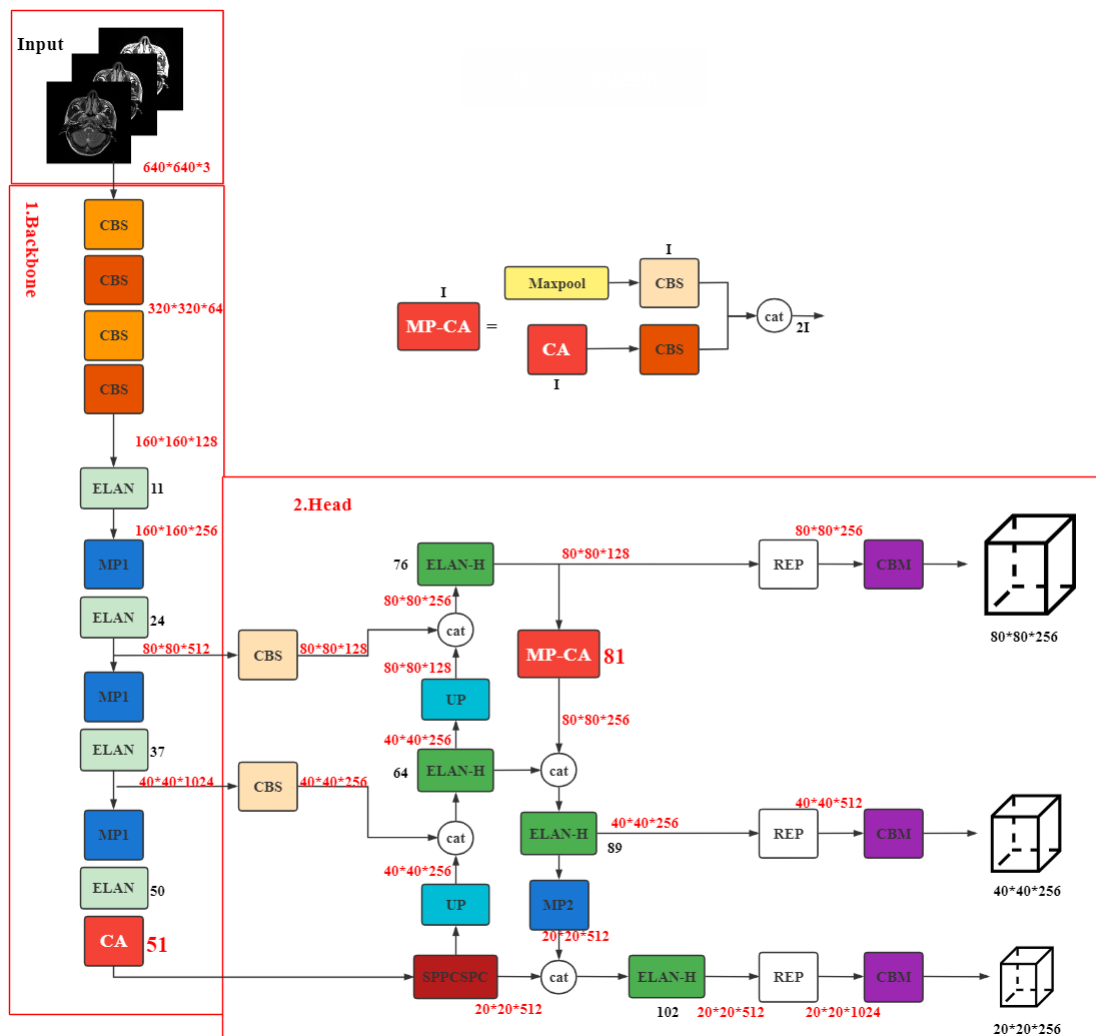 Input
640*640*3
1.Backbone
CBS
CBS
320*320*64
CBS
CBS
160*160*128
ELAN 11
160*160*256
MP1
ELAN 24
80*80*512
MP1
ELAN 37
40*40*1024
MP1
ELAN 50
CA 51
I
MP-CA =
Maxpool
I
CBS
CA
I
CBS
cat
2I
2.Head
76 ELAN-H
80*80*128
REP
80*80*256
CBM
80*80*256
80*80*256
cat
CBS
80*80*128
80*80*128
MP-CA 81
UP
80*80*256
40*40*256
64 ELAN-H
cat
CBS
40*40*256
cat
ELAN-H
89
40*40*256
REP
40*40*512
CBM
40*40*256
40*40*256
UP
MP2
20*20*512
SPPCSPC
20*20*512
cat
ELAN-H
102
20*20*512
REP
20*20*1024
CBM
20*20*256